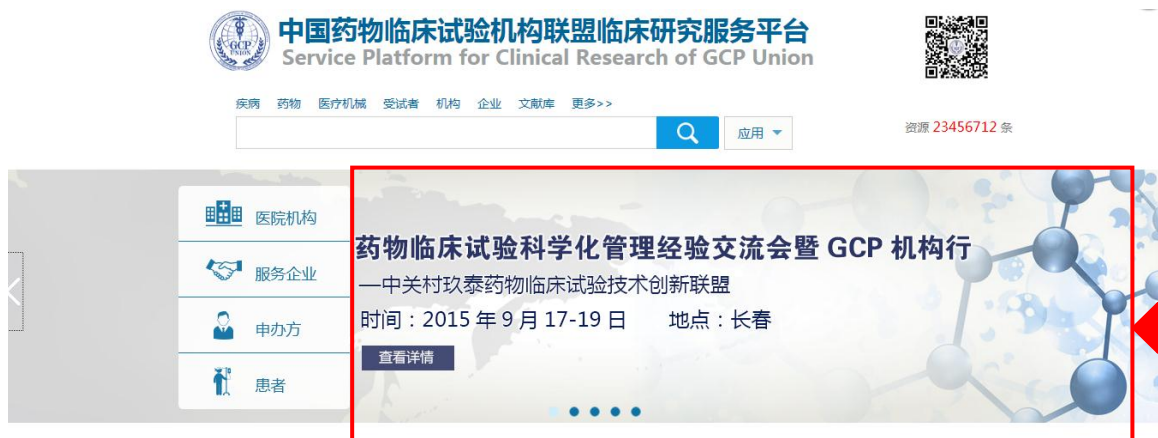 中国药物临床试验机构联盟临床研究服务平台
Service Platform for Clinical Research of GCP Union
GCP
UNION
疾病 药物 医疗机械 受试者 机构 企业 文献库 更多>>
应用
资源 23456712 条
医院机构
服务企业
申办方
患者
药物临床试验科学化管理经验交流会暨 GCP 机构行
—中关村玖泰药物临床试验技术创新联盟
时间：2015 年 9 月 17-19 日 地点：长春
查看详情